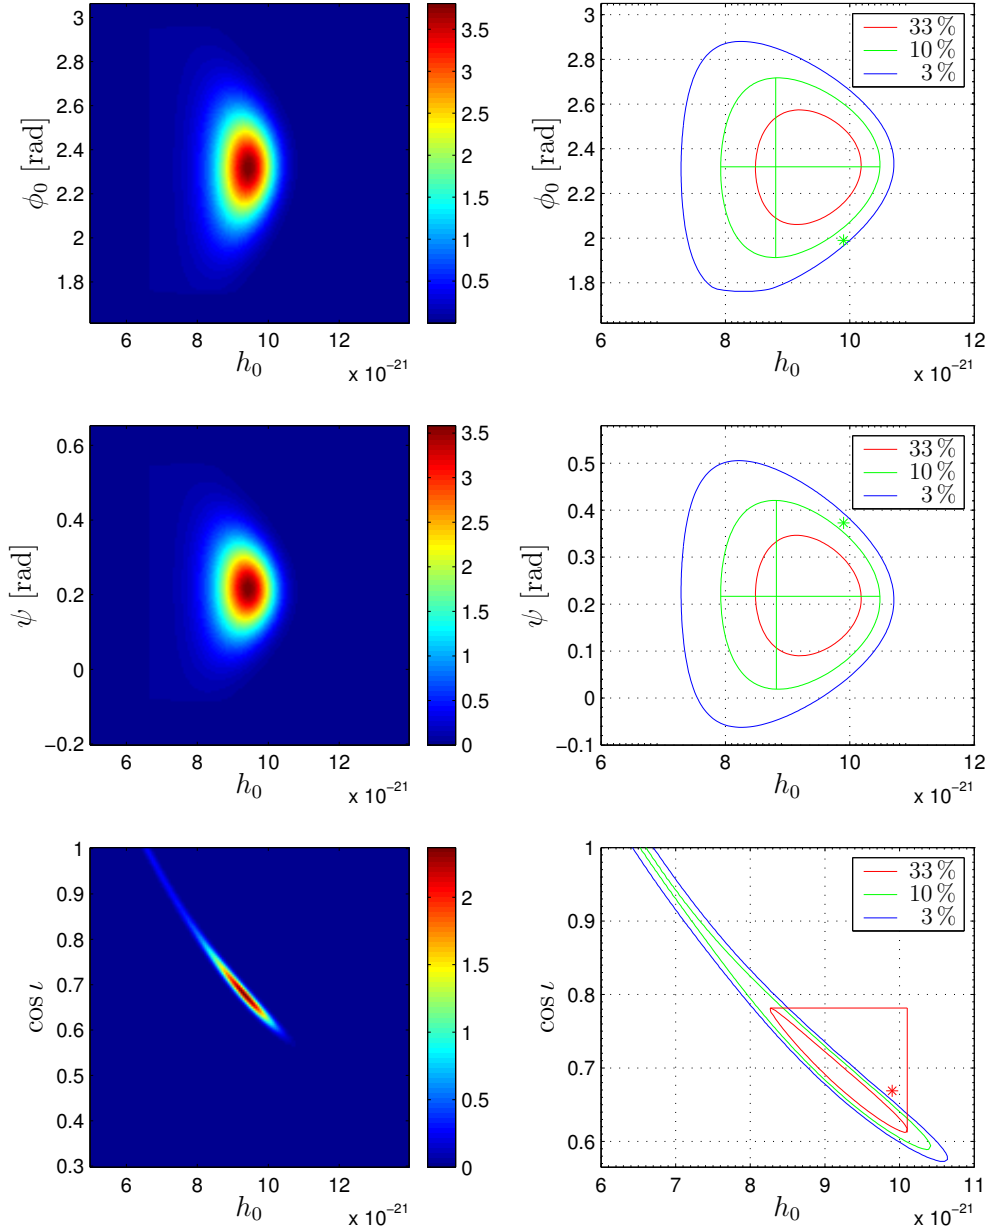 3
2.8
2.6
2.4
2.2
2
1.8
ϕ₀ [rad]
6 8 10 12
h₀
x 10⁻²¹
3.5
3
2.5
2
1.5
1
0.5
3
2.8
2.6
2.4
2.2
2
1.8
ϕ₀ [rad]
33 %
10 %
3 %
6 8 10 12
h₀
x 10⁻²¹
0.6
0.4
0.2
0
−0.2
ψ [rad]
6 8 10 12
h₀
x 10⁻²¹
3.5
3
2.5
2
1.5
1
0.5
0
0.5
0.4
0.3
0.2
0.1
0
−0.1
ψ [rad]
33 %
10 %
3 %
6 8 10 12
h₀
x 10⁻²¹
1
0.9
0.8
0.7
0.6
0.5
0.4
0.3
cos ι
6 8 10 12
h₀
x 10⁻²¹
2
1.5
1
0.5
0
1
0.9
0.8
0.7
0.6
cos ι
33 %
10 %
3 %
6 7 8 9 10 11
h₀
x 10⁻²¹